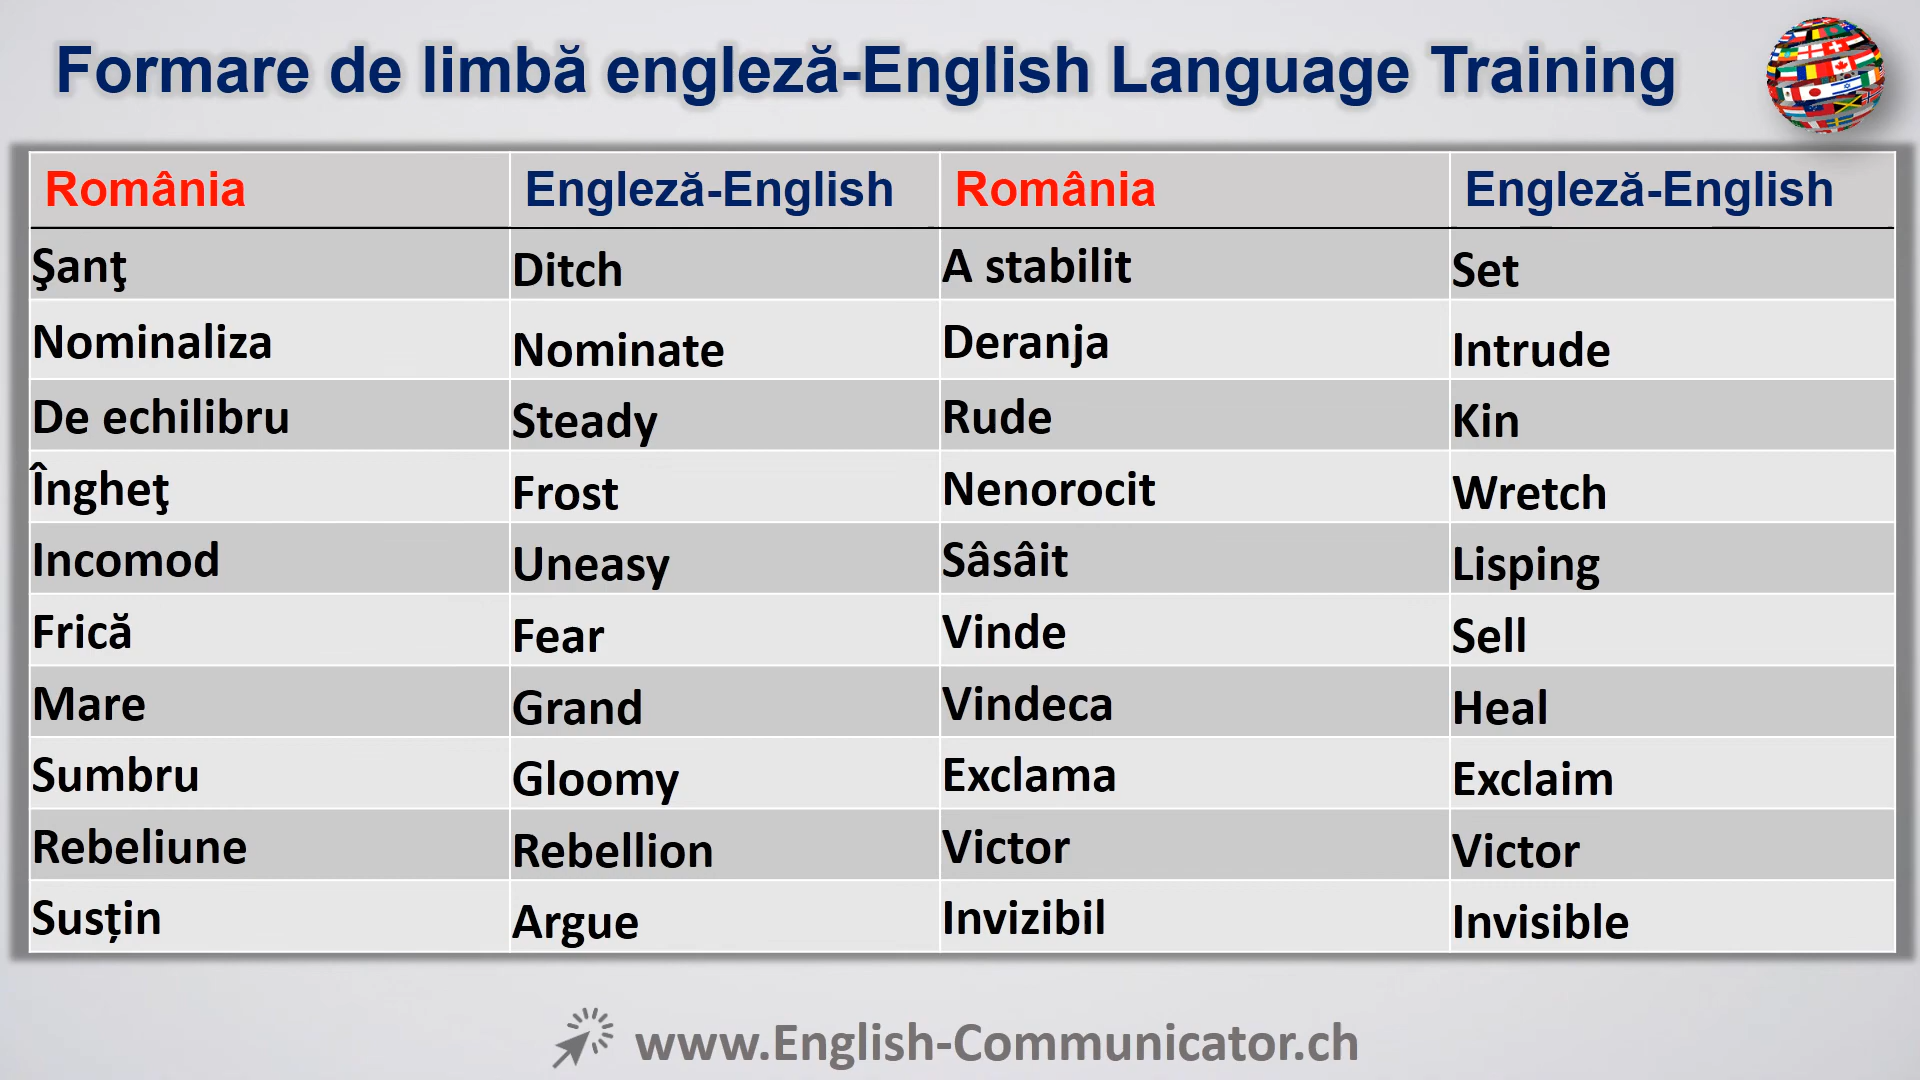 Formare de limbă engleză-English Language Training
România Engleză-English România Engleză-English
Şanţ Ditch A stabilit Set
Nominaliza Nominate Deranja Intrude
De echilibru Steady Rude Kin
Îngheţ Frost Nenorocit Wretch
Incomod Uneasy Sâsâit Lisping
Frică Fear Vinde Sell
Mare Grand Vindeca Heal
Sumbru Gloomy Exclama Exclaim
Rebeliune Rebellion Victor Victor
Susțin Argue Invizibil Invisible
www.English-Communicator.ch